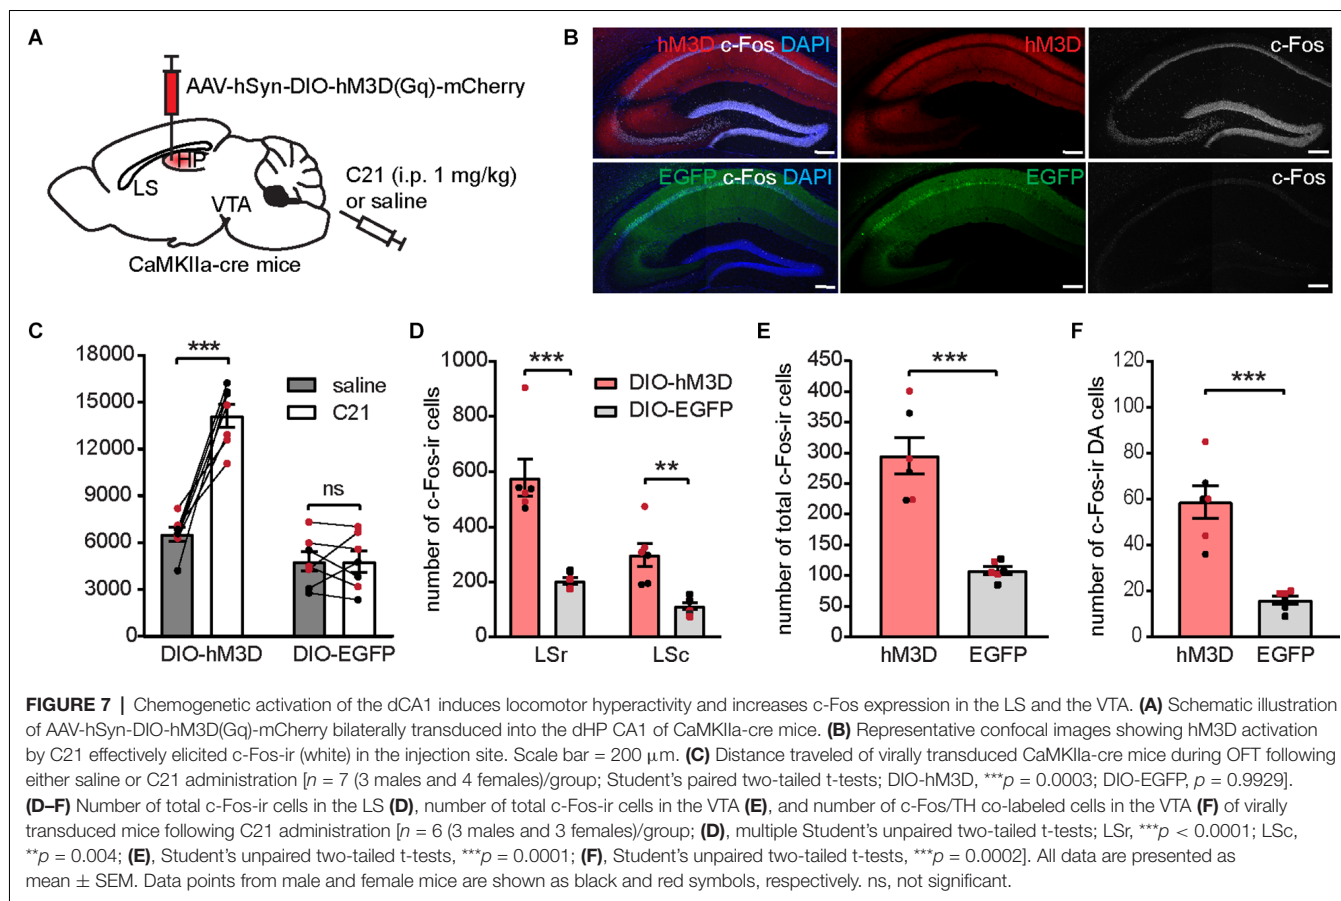 A
AAV-hSyn-DIO-hM3D(Gq)-mCherry
HP
LS
VTA
C21 (i.p. 1 mg/kg)
or saline
CaMKIIa-cre mice
B
hM3D c-Fos DAPI
hM3D
c-Fos
EGFP c-Fos DAPI
EGFP
c-Fos
C
18000
15000
12000
9000
6000
3000
0
***
ns
saline
C21
DIO-hM3D
DIO-EGFP
D
number of c-Fos-ir cells
1000
800
600
400
200
0
***
**
DIO-hM3D
DIO-EGFP
LSr
LSc
E
number of total c-Fos-ir cells
450
400
350
300
250
200
150
100
50
0
***
hM3D
EGFP
F
number of c-Fos-ir DA cells
120
100
80
60
40
20
0
***
hM3D
EGFP
FIGURE 7 | Chemogenetic activation of the dCA1 induces locomotor hyperactivity and increases c-Fos expression in the LS and the VTA. (A) Schematic illustration
of AAV-hSyn-DIO-hM3D(Gq)-mCherry bilaterally transduced into the dHP CA1 of CaMKIIa-cre mice. (B) Representative confocal images showing hM3D activation
by C21 effectively elicited c-Fos-ir (white) in the injection site. Scale bar = 200 μm. (C) Distance traveled of virally transduced CaMKIIa-cre mice during OFT following
either saline or C21 administration [n = 7 (3 males and 4 females)/group; Student's paired two-tailed t-tests; DIO-hM3D, ***p = 0.0003; DIO-EGFP, p = 0.9929].
(D–F) Number of total c-Fos-ir cells in the LS (D), number of total c-Fos-ir cells in the VTA (E), and number of c-Fos/TH co-labeled cells in the VTA (F) of virally
transduced mice following C21 administration [n = 6 (3 males and 3 females)/group; (D), multiple Student's unpaired two-tailed t-tests; LSr, ***p < 0.0001; LSc,
**p = 0.004; (E), Student's unpaired two-tailed t-tests, ***p = 0.0001; (F), Student's unpaired two-tailed t-tests, ***p = 0.0002]. All data are presented as
mean ± SEM. Data points from male and female mice are shown as black and red symbols, respectively. ns, not significant.